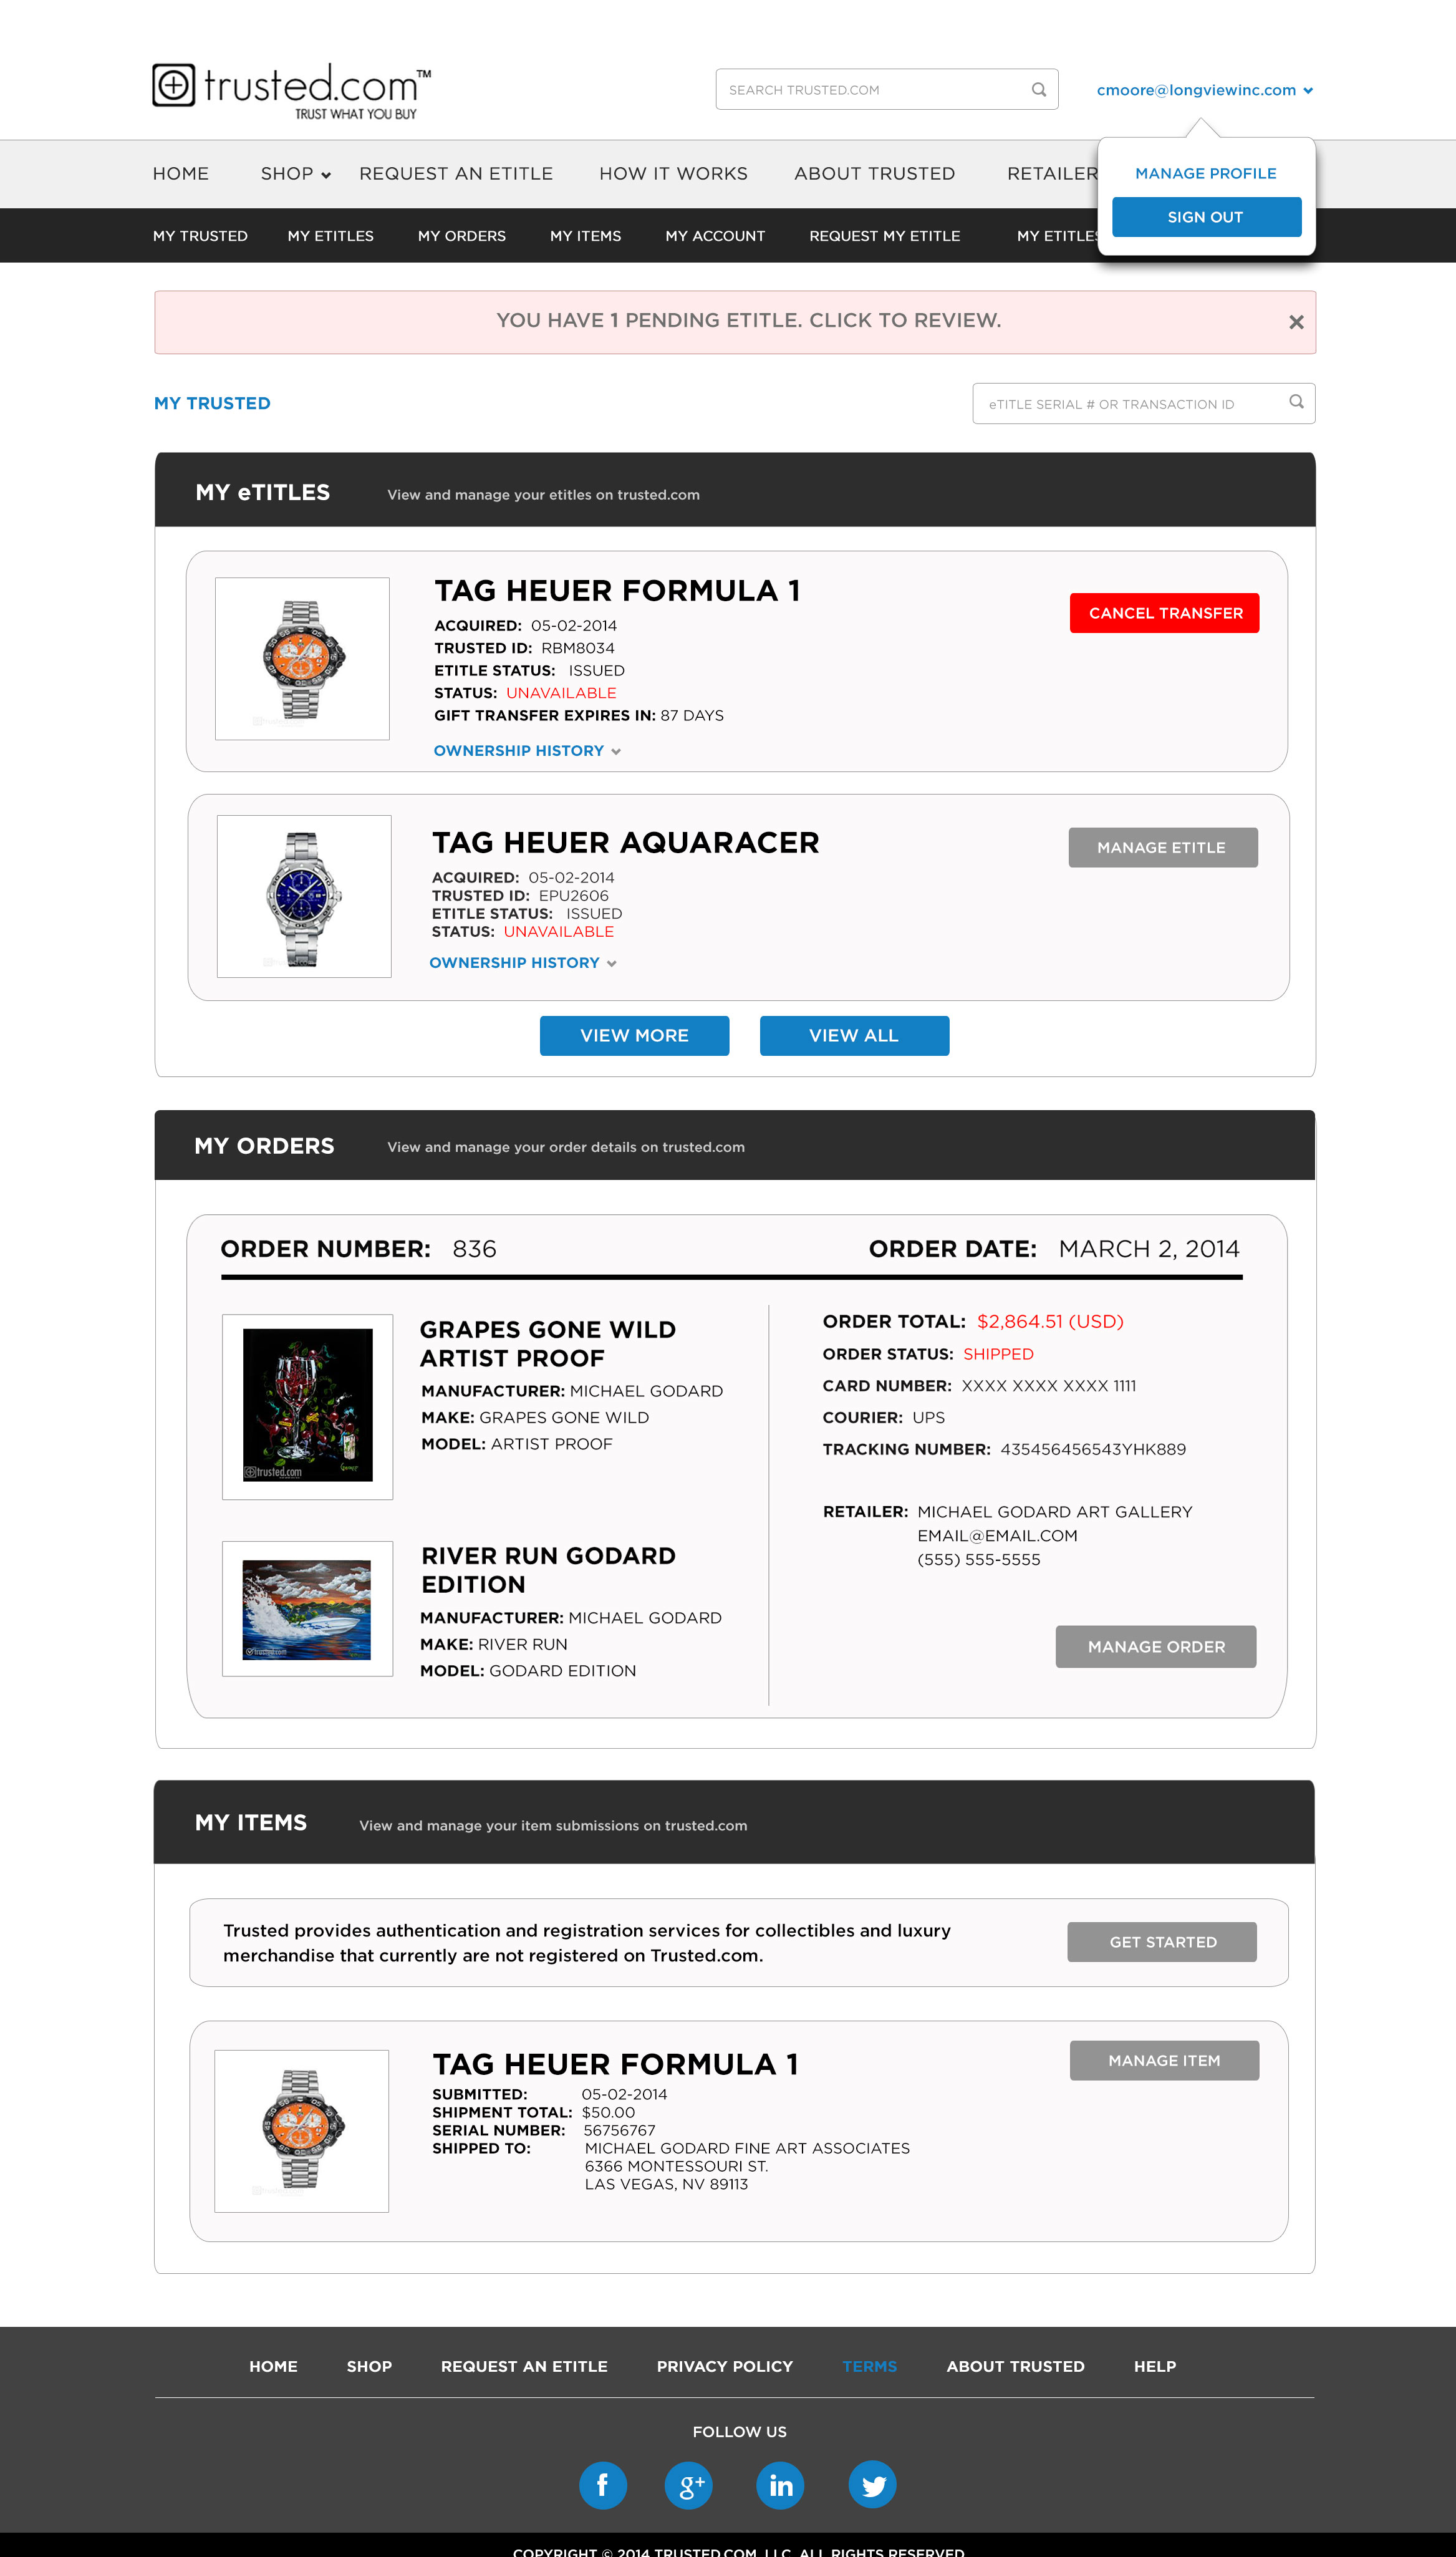 trusted.com™
TRUST WHAT YOU BUY
SEARCH TRUSTED.COM
cmoore@longviewinc.com
MANAGE PROFILE
SIGN OUT
HOME SHOP REQUEST AN ETITLE HOW IT WORKS ABOUT TRUSTED RETAILER
MY TRUSTED MY ETITLES MY ORDERS MY ITEMS MY ACCOUNT REQUEST MY ETITLE MY ETITLES
YOU HAVE 1 PENDING ETITLE. CLICK TO REVIEW.
MY TRUSTED
eTITLE SERIAL # OR TRANSACTION ID
MY eTITLES View and manage your etitles on trusted.com
TAG HEUER FORMULA 1
CANCEL TRANSFER
ACQUIRED: 05-02-2014
TRUSTED ID: RBM8034
ETITLE STATUS: ISSUED
STATUS: UNAVAILABLE
GIFT TRANSFER EXPIRES IN: 87 DAYS
OWNERSHIP HISTORY
TAG HEUER AQUARACER
MANAGE ETITLE
ACQUIRED: 05-02-2014
TRUSTED ID: EPU2606
ETITLE STATUS: ISSUED
STATUS: UNAVAILABLE
OWNERSHIP HISTORY
VIEW MORE VIEW ALL
MY ORDERS View and manage your order details on trusted.com
ORDER NUMBER: 836 ORDER DATE: MARCH 2, 2014
GRAPES GONE WILD
ARTIST PROOF
MANUFACTURER: MICHAEL GODARD
MAKE: GRAPES GONE WILD
MODEL: ARTIST PROOF
trusted.com
RIVER RUN GODARD
EDITION
MANUFACTURER: MICHAEL GODARD
MAKE: RIVER RUN
MODEL: GODARD EDITION
trusted.com
ORDER TOTAL: $2,864.51 (USD)
ORDER STATUS: SHIPPED
CARD NUMBER: XXXX XXXX XXXX 1111
COURIER: UPS
TRACKING NUMBER: 435456456543YHK889
RETAILER: MICHAEL GODARD ART GALLERY
EMAIL@EMAIL.COM
(555) 555-5555
MANAGE ORDER
MY ITEMS View and manage your item submissions on trusted.com
Trusted provides authentication and registration services for collectibles and luxury
merchandise that currently are not registered on Trusted.com.
GET STARTED
TAG HEUER FORMULA 1
MANAGE ITEM
SUBMITTED: 05-02-2014
SHIPMENT TOTAL: $50.00
SERIAL NUMBER: 56756767
SHIPPED TO: MICHAEL GODARD FINE ART ASSOCIATES
6366 MONTESSOURI ST.
LAS VEGAS, NV 89113
HOME SHOP REQUEST AN ETITLE PRIVACY POLICY TERMS ABOUT TRUSTED HELP
FOLLOW US
f g+ in
COPYRIGHT © 2014 TRUSTED.COM, LLC. ALL RIGHTS RESERVED